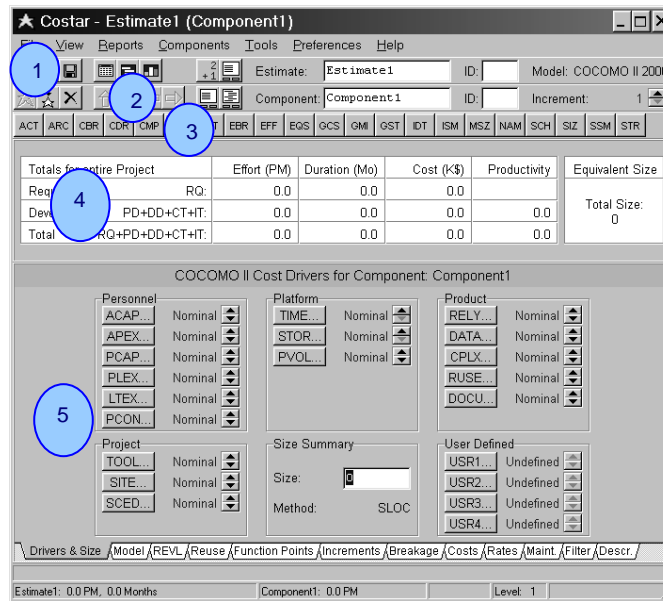 Costar - Estimate1 (Component1)
View Reports Components Tools Preferences Help
1
2
+1
Estimate: Estimate1 ID: Model: COCOMO II 2000
2
Component: Component1 ID: Increment: 1
ACT ARC CBR CDR CMP EBR EFF EQS GCS GMI GST IDT ISM MSZ NAM SCH SIZ SSM STR
3
Totals for entire Project Effort (PM) Duration (Mo) Cost (K$) Productivity Equivalent Size
RQ: 0.0 0.0 0.0
4
PD+DD+CT+IT: 0.0 0.0 0.0 0.0 Total Size:
0
Total RQ+PD+DD+CT+IT: 0.0 0.0 0.0 0.0
COCOMO II Cost Drivers for Component: Component1
Personnel Platform Product
ACAP... Nominal TIME... Nominal RELY... Nominal
APEX... Nominal STOR... Nominal DATA... Nominal
PCAP... Nominal PVOL... Nominal CPLX... Nominal
PLEX... Nominal RUSE... Nominal
LTEX... Nominal DOCU... Nominal
PCON... Nominal
5
Project Size Summary User Defined
TOOL... Nominal USR1... Undefined
SITE... Nominal Size: 0 USR2... Undefined
SCED... Nominal Method: SLOC USR3... Undefined
USR4... Undefined
Drivers & Size Model REVL Reuse Function Points Increments Breakage Costs Rates Maint. Filter Descr.
Estimate1: 0.0 PM, 0.0 Months Component1: 0.0 PM Level: 1